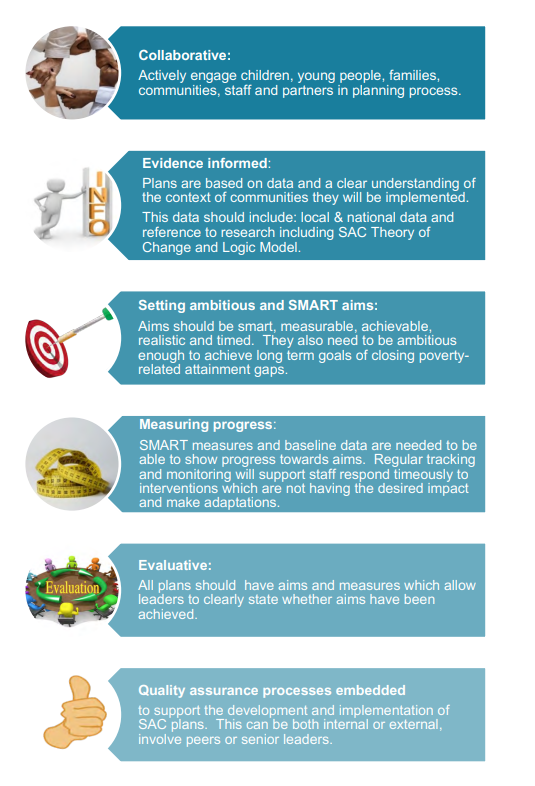 Collaborative:
Actively engage children, young people, families,
communities, staff and partners in planning process.
Evidence informed:
Plans are based on data and a clear understanding of
the context of communities they will be implemented.
This data should include: local & national data and
reference to research including SAC Theory of
Change and Logic Model.
INFO
Setting ambitious and SMART aims:
Aims should be smart, measurable, achievable,
realistic and timed.  They also need to be ambitious
enough to achieve long term goals of closing poverty-
related attainment gaps.
Measuring progress:
SMART measures and baseline data are needed to be
able to show progress towards aims.  Regular tracking
and monitoring will support staff respond timeously to
interventions which are not having the desired impact
and make adaptations.
Evaluation
Evaluative:
All plans should  have aims and measures which allow
leaders to clearly state whether aims have been
achieved.
Quality assurance processes embedded
to support the development and implementation of
SAC plans.  This can be both internal or external,
involve peers or senior leaders.